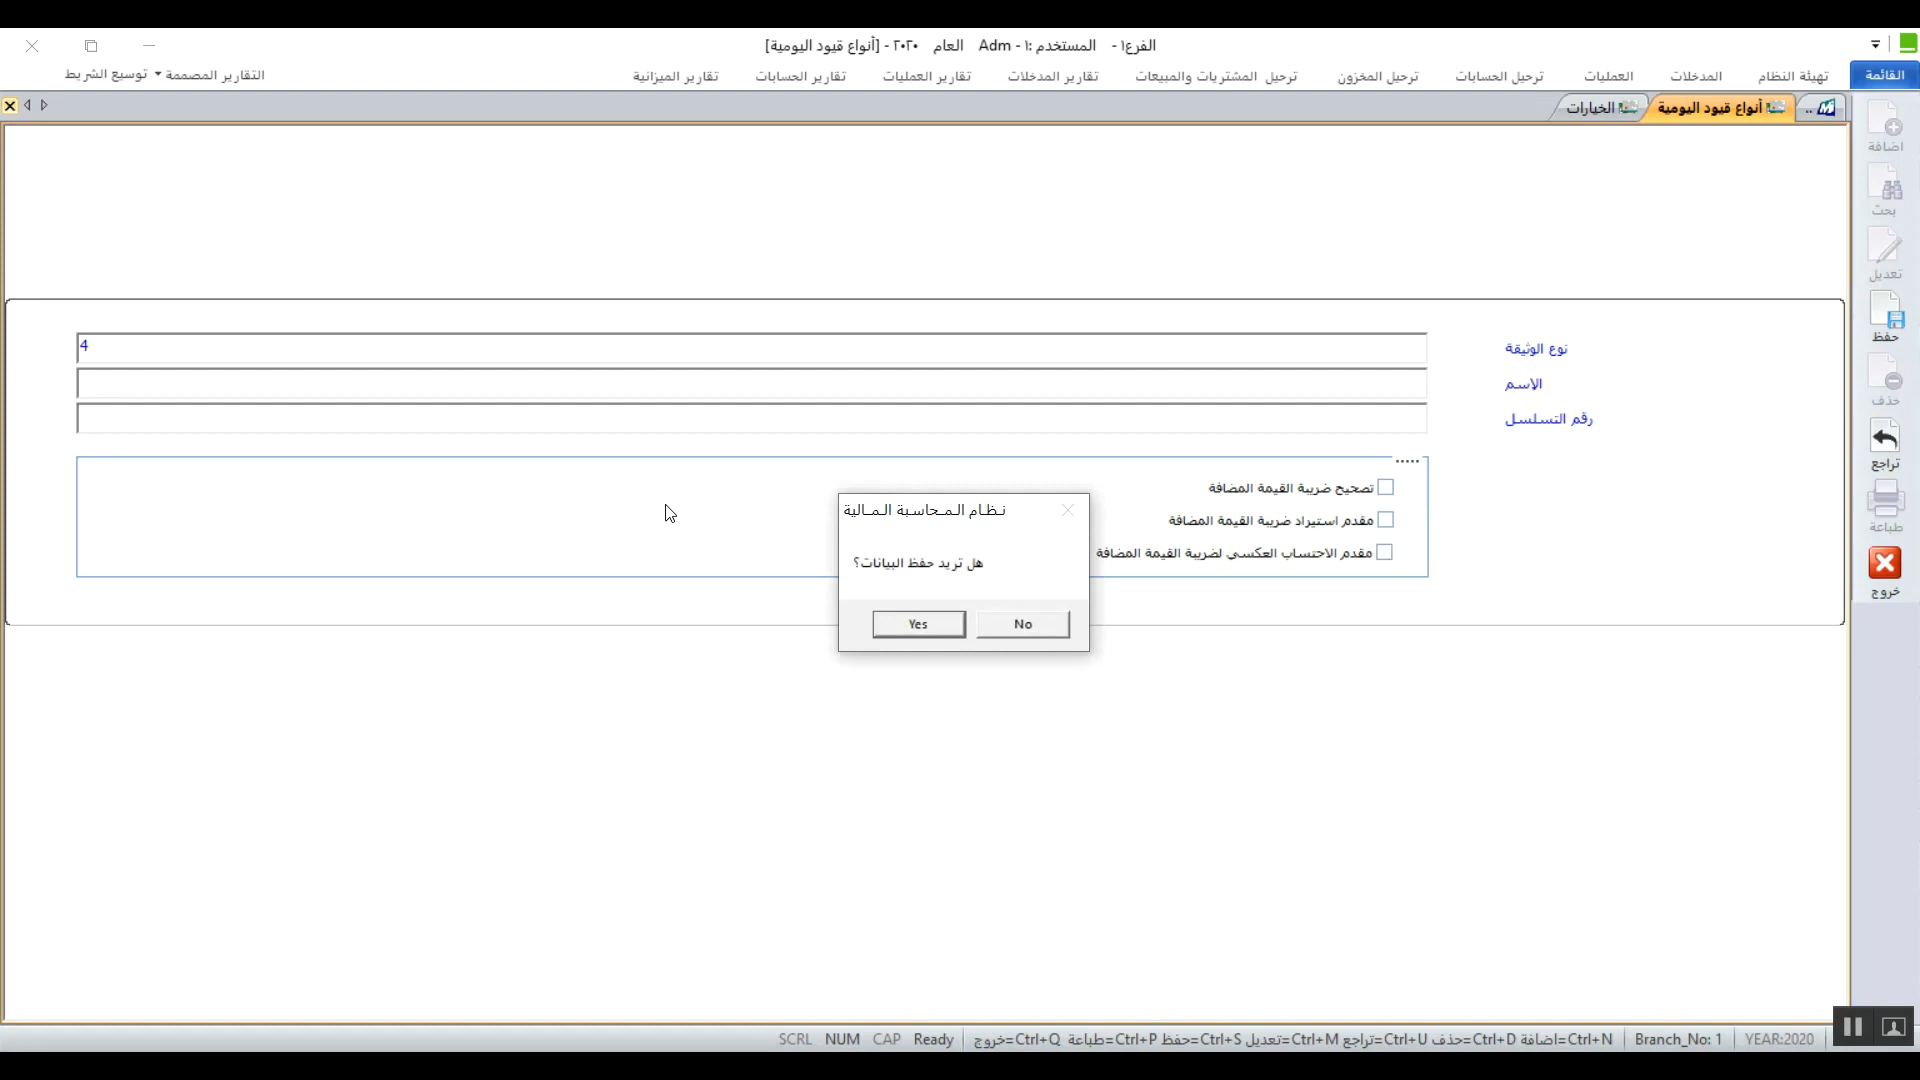 الفرع١ - المستخدم :١ - Adm العام ٢٠٢٠ - [أنواع قيود اليومية]
القائمة تهيئة النظام المدخلات العمليات ترحيل الحسابات ترحيل المخزون ترحيل المشتريات والمبيعات تقارير المدخلات تقارير العمليات تقارير الحسابات تقارير الميزانية التقارير المصممة توسيع الشريط
.. أنواع قيود اليومية الخيارات
اضافة
بحث
تعديل
حفظ
حذف
تراجع
طباعة
خروج
نوع الوثيقة 4
الإسم
رقم التسلسل
.....
تصحيح ضريبة القيمة المضافة
مقدم استيراد ضريبة القيمة المضافة
مقدم الاحتساب العكسي لضريبة القيمة المضافة
نـظـام الـمـحاسـبة الـمـالية
هل تريد حفظ البيانات؟
Yes No
SCRL NUM CAP Ready خروج=Ctrl+Q طباعة=Ctrl+P حفظ=Ctrl+S تعديل=Ctrl+M تراجع=Ctrl+U حذف=Ctrl+D اضافة=Ctrl+N Branch_No: 1 YEAR:2020